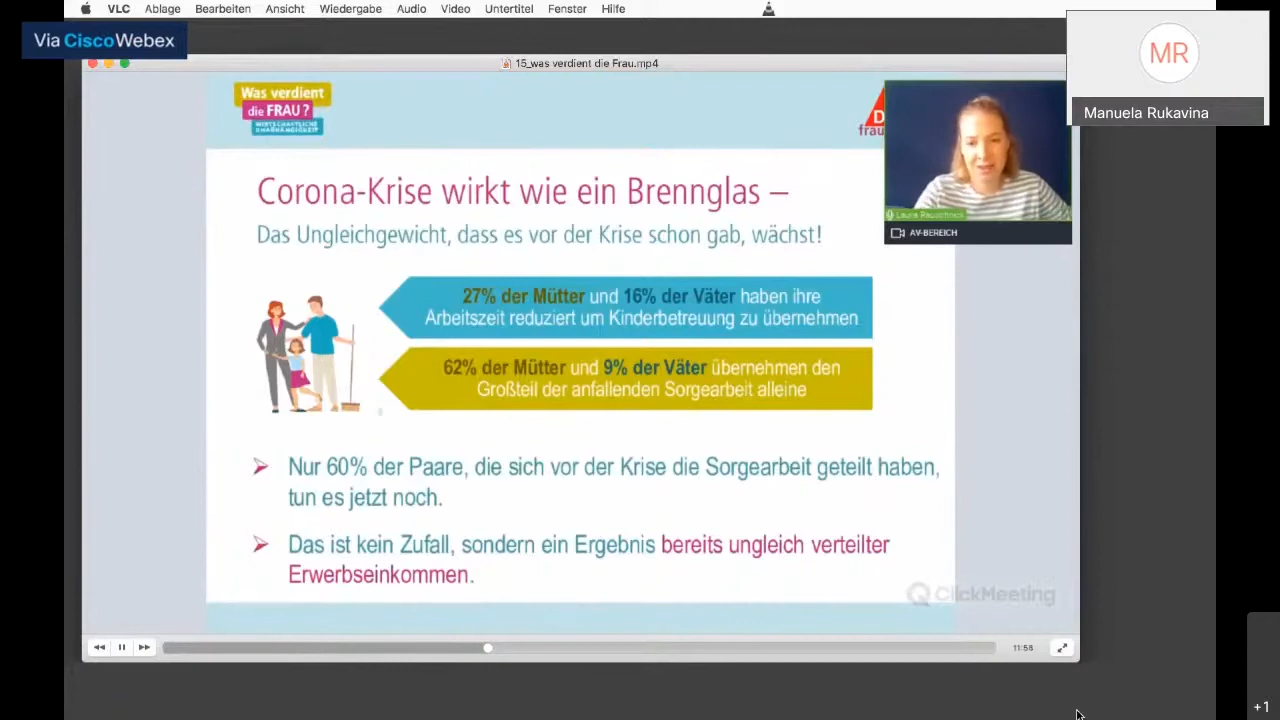 VLC Ablage Bearbeiten Ansicht Wiedergabe Audio Video Untertitel Fenster Hilfe
Via CiscoWebex
MR
Manuela Rukavina
15_was verdient die Frau.mp4
Was verdient
die FRAU?
WIRTSCHAFTLICHE
UNABHÄNGIGKEIT
D
frau
AV-BEREICH
Corona-Krise wirkt wie ein Brennglas –
Das Ungleichgewicht, dass es vor der Krise schon gab, wächst!
27% der Mütter und 16% der Väter haben ihre
Arbeitszeit reduziert um Kinderbetreuung zu übernehmen
62% der Mütter und 9% der Väter übernehmen den
Großteil der anfallenden Sorgearbeit alleine
Nur 60% der Paare, die sich vor der Krise die Sorgearbeit geteilt haben,
tun es jetzt noch.
Das ist kein Zufall, sondern ein Ergebnis bereits ungleich verteilter
Erwerbseinkommen.
ClickMeeting
11:58
+1